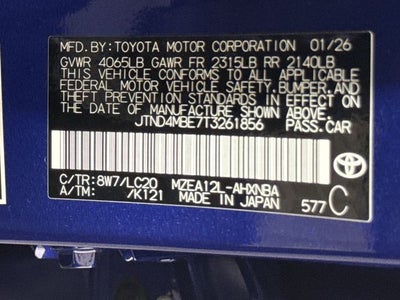 MFD. BY: TOYOTA MOTOR CORPORATION 01/26
GVWR 4065LB GAWR FR 2315LB RR 2140LB
THIS VEHICLE CONFORMS TO ALL APPLICABLE
FEDERAL MOTOR VEHICLE SAFETY, BUMPER, AND
THEFT PREVENTION STANDARDS IN EFFECT ON
THE DATE OF MANUFACTURE SHOWN ABOVE.
JTND4MBE7T3261856 PASS.CAR
TOYOTA
C/TR: 8W7/LC20 MZEA12L-AHXNBA
A/TM: /K121 MADE IN JAPAN 577 C